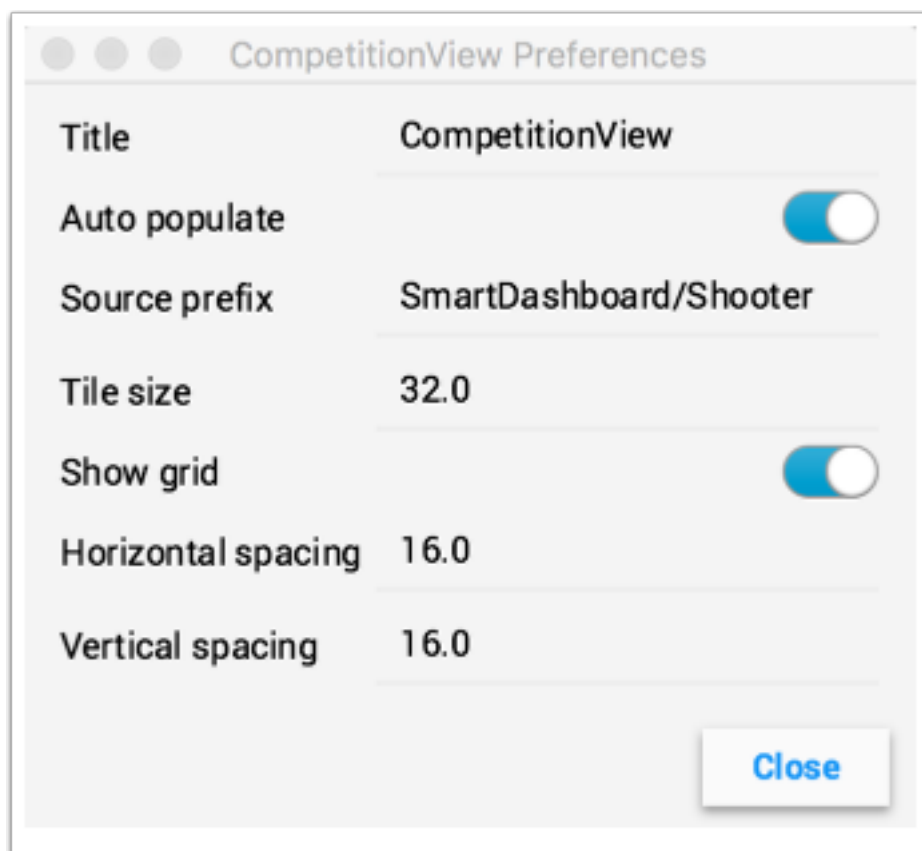 CompetitionView Preferences
Title CompetitionView
Auto populate
Source prefix SmartDashboard/Shooter
Tile size 32.0
Show grid
Horizontal spacing 16.0
Vertical spacing 16.0
Close